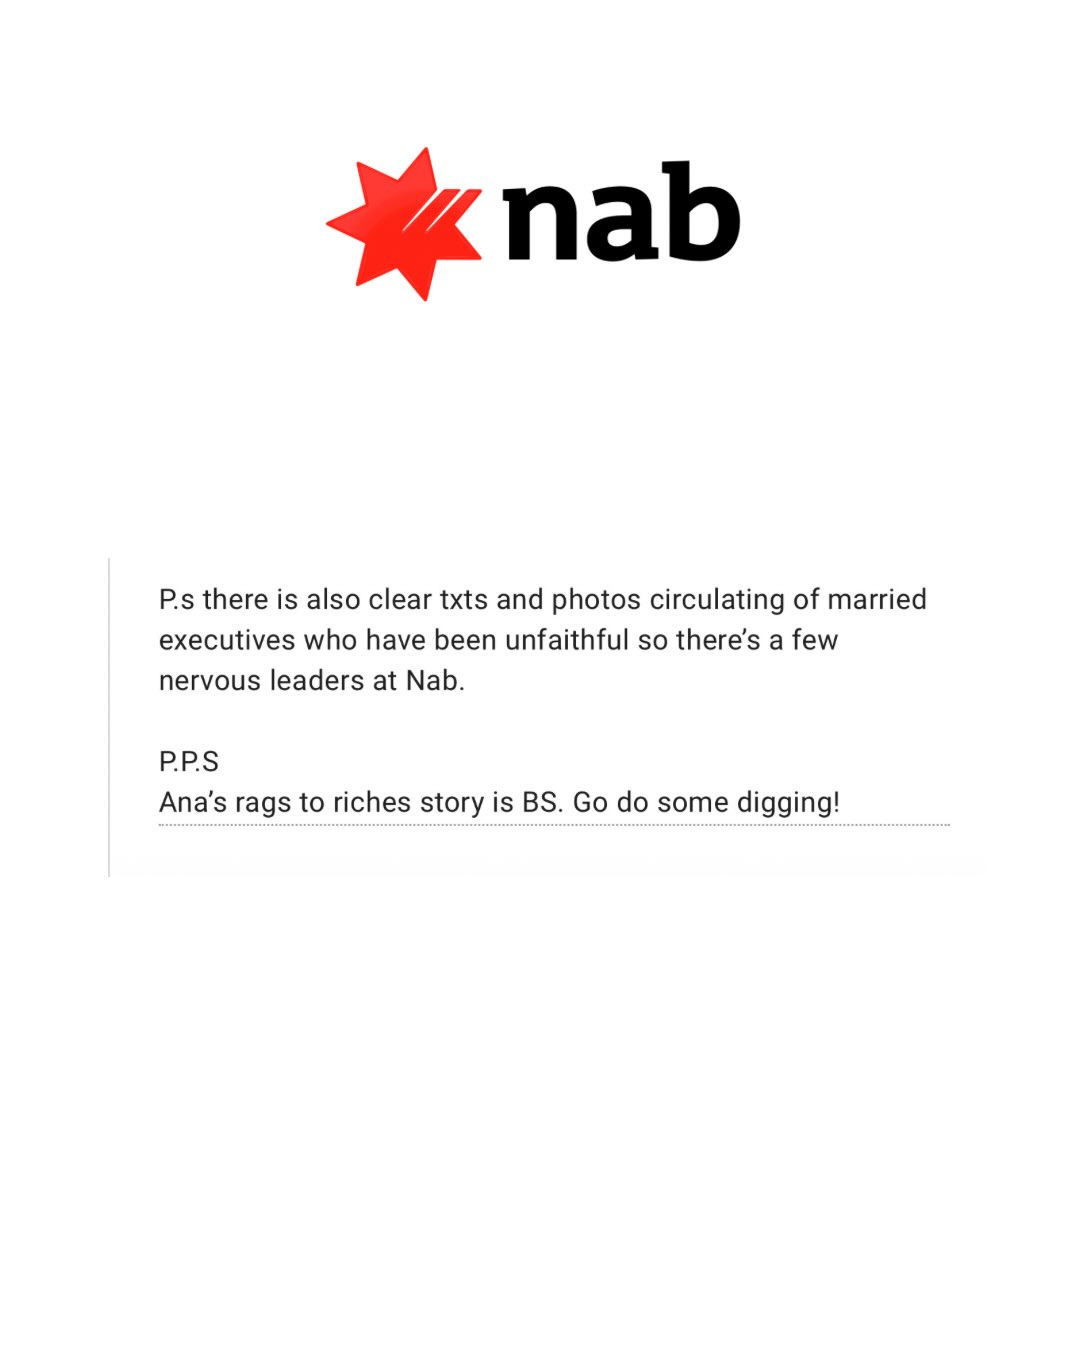 nab
P.s there is also clear txts and photos circulating of married
executives who have been unfaithful so there’s a few
nervous leaders at Nab.
P.P.S
Ana’s rags to riches story is BS. Go do some digging!